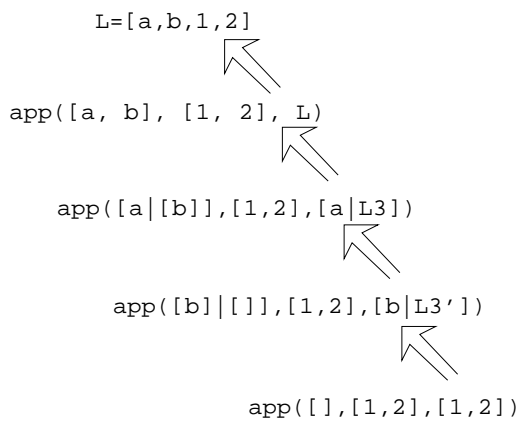 L=[a,b,1,2]
app([a, b], [1, 2], L)
app([a|[b]],[1,2],[a|L3])
app([b]|[]],[1,2],[b|L3'])
app([],[1,2],[1,2])